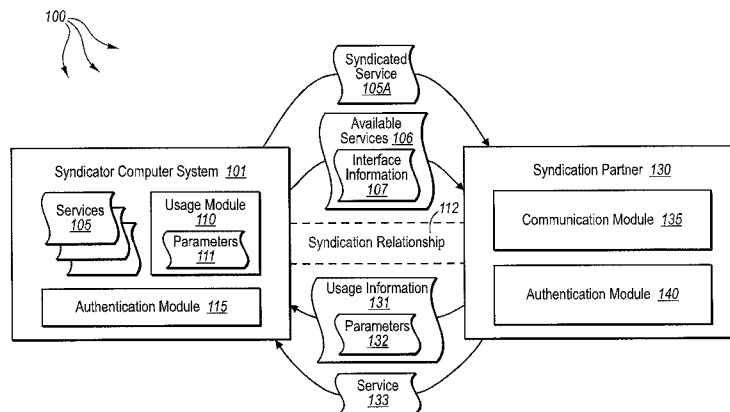 100
Syndicated
Service
105A
Available
Services 106
Interface
Information
107
Syndicator Computer System 101
Services
105
Usage Module
110
Parameters
111
Authentication Module 115
112
Syndication Relationship
Syndication Partner 130
Communication Module 135
Authentication Module 140
Usage Information
131
Parameters
132
Service
133